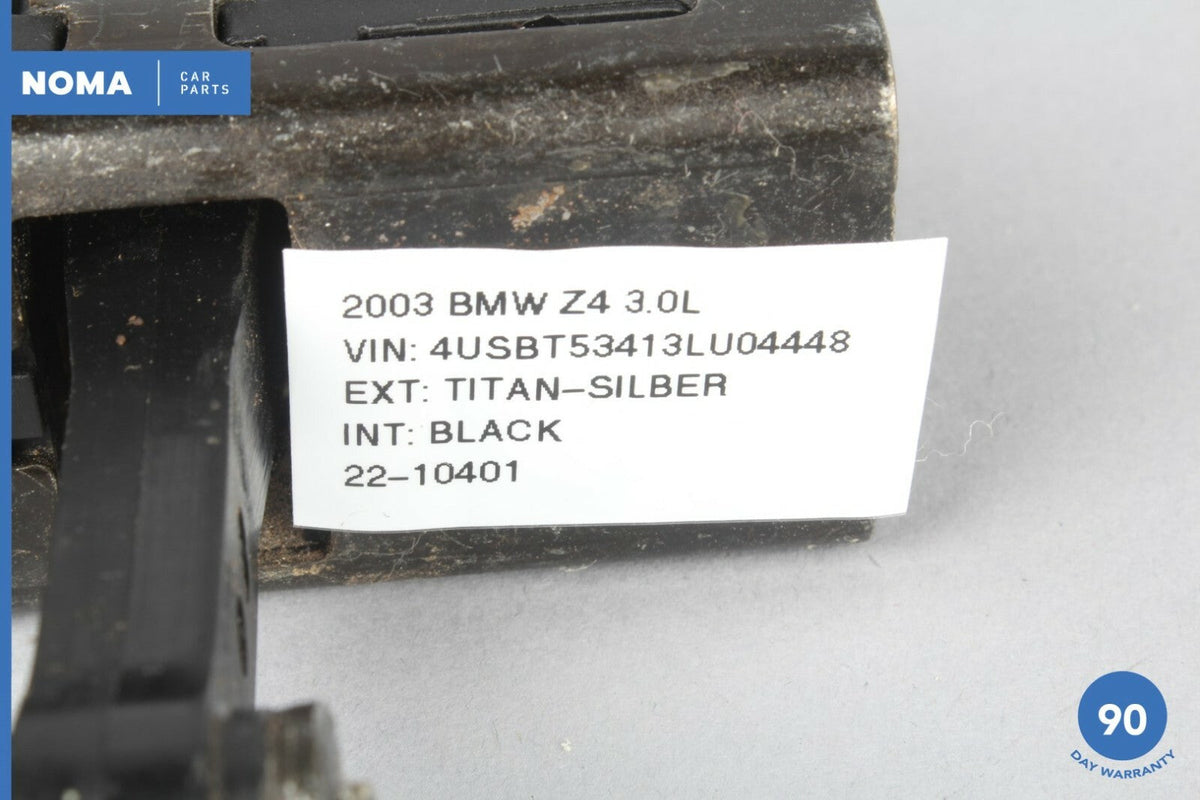 NOMA
CAR
PARTS
2003 BMW Z4 3.0L
VIN: 4USBT53413LU04448
EXT: TITAN-SILBER
INT: BLACK
22-10401
90
DAY WARRANTY